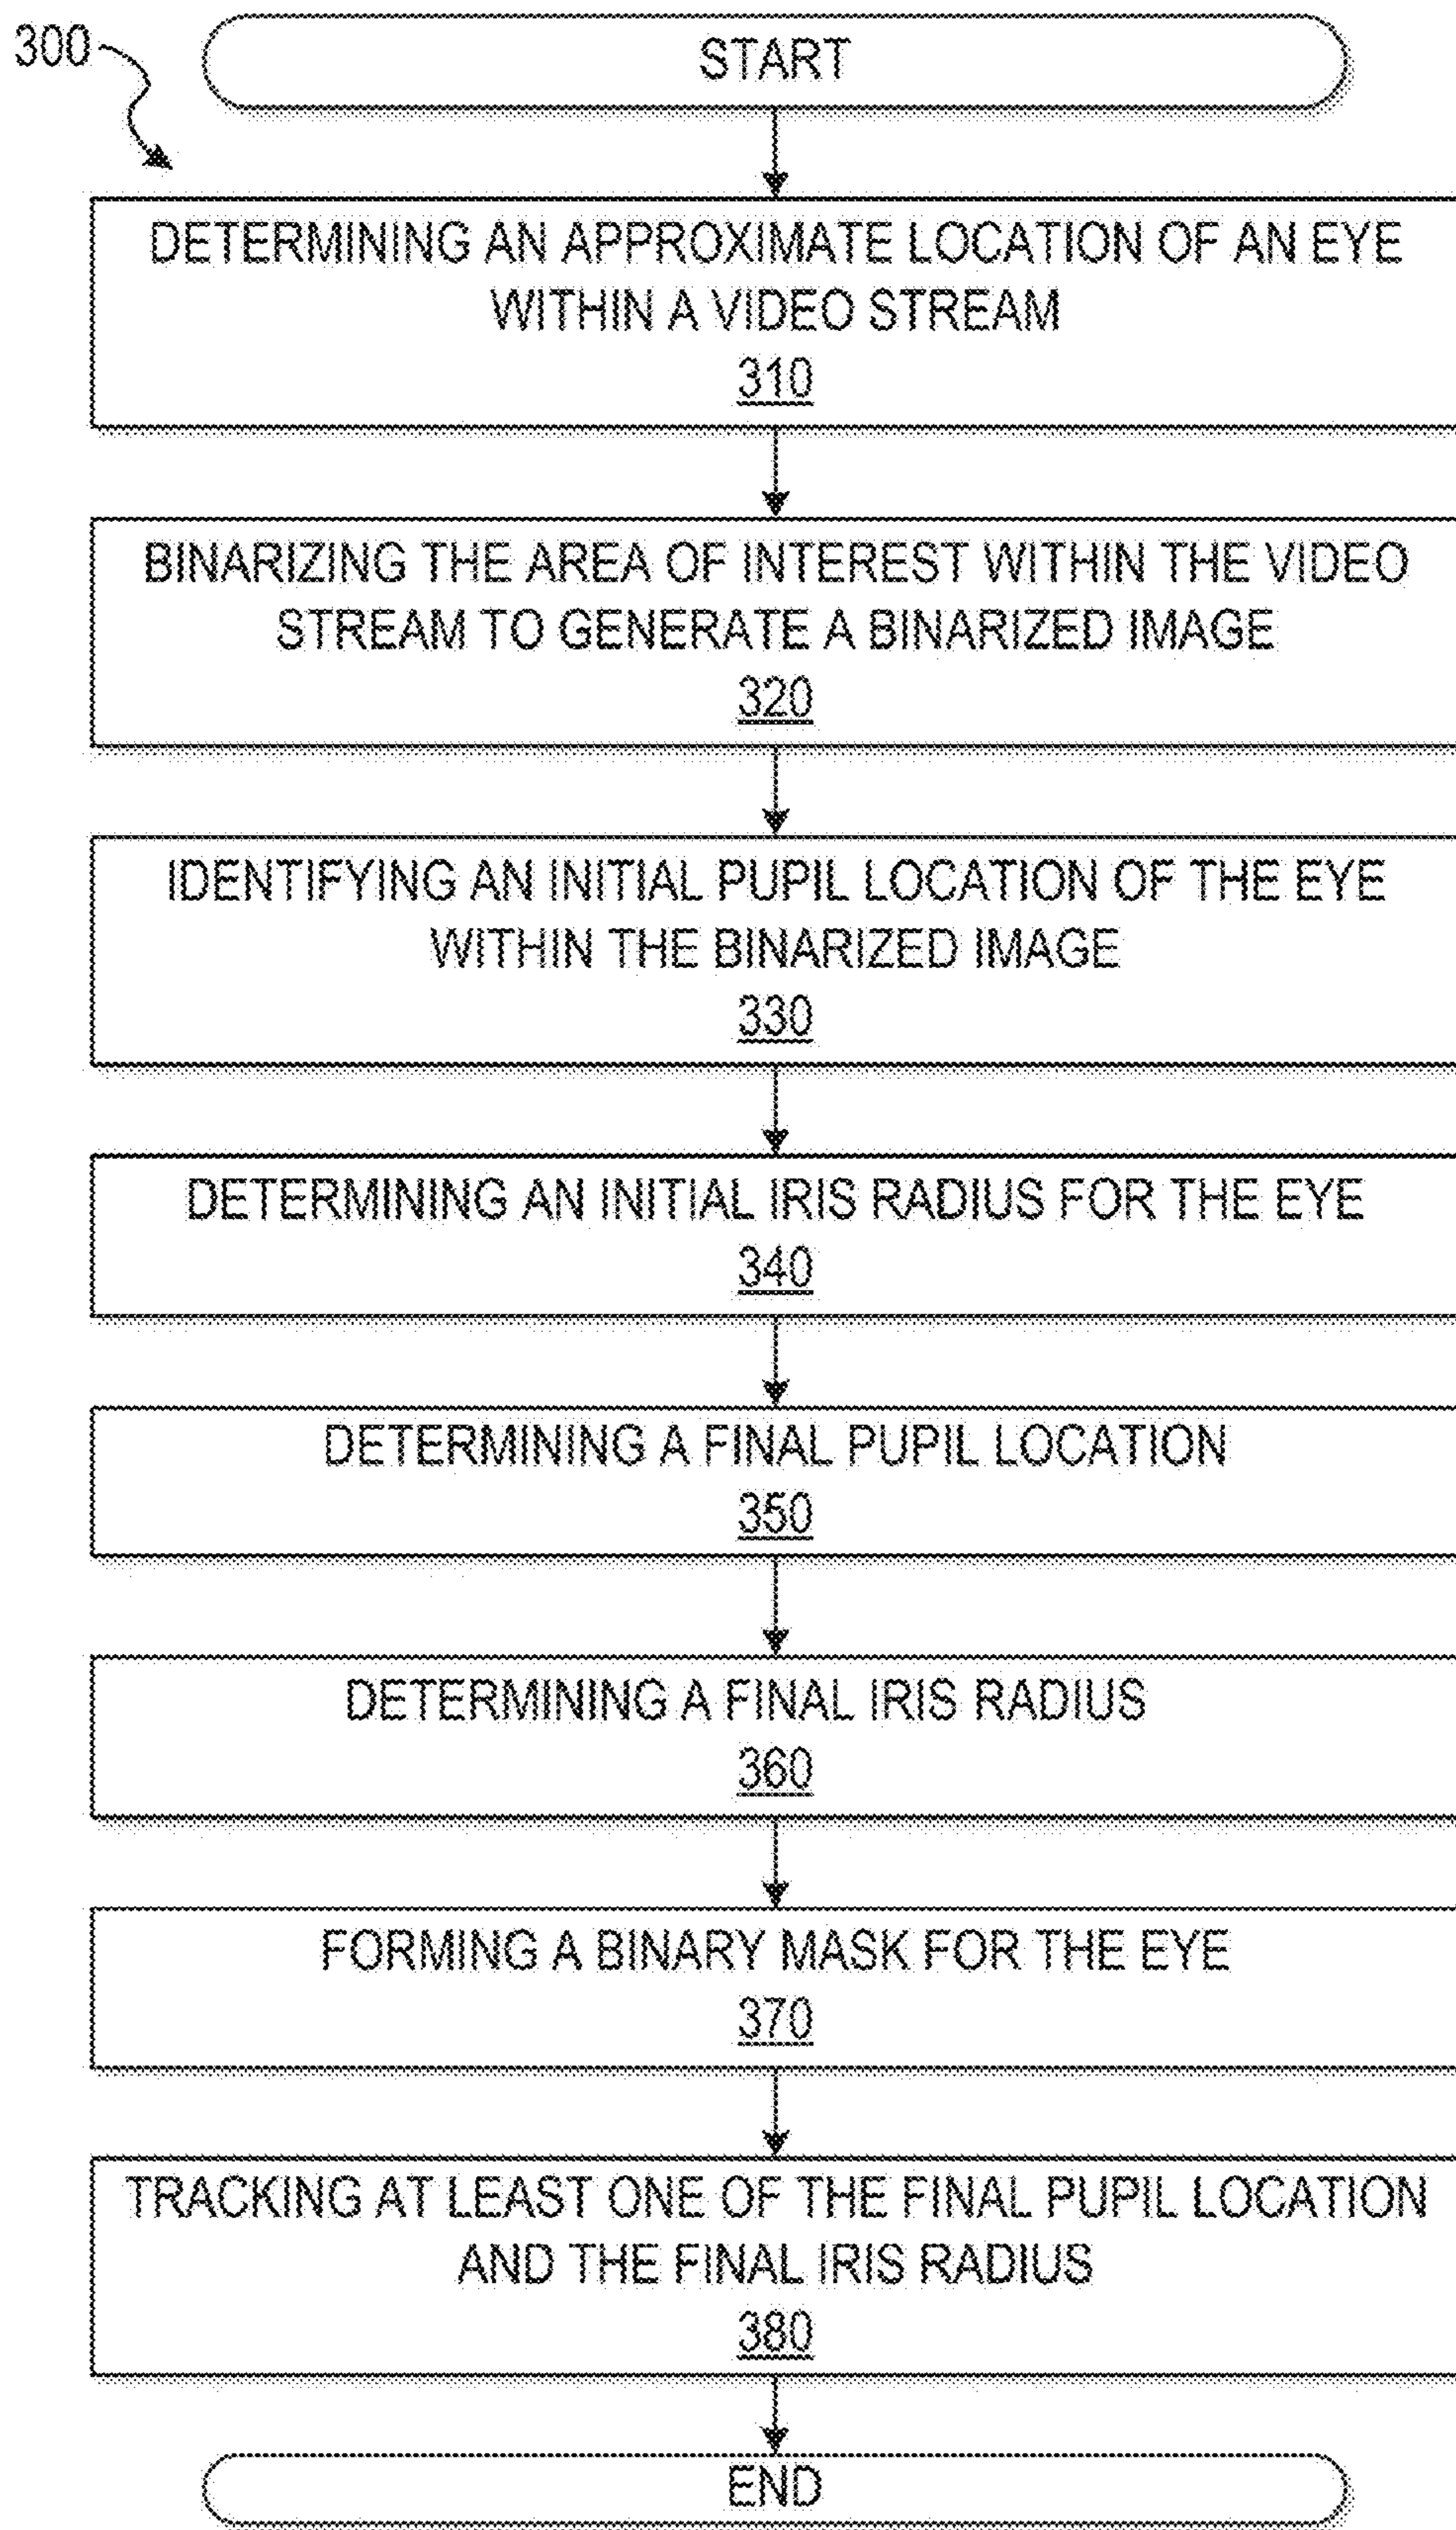 300
START
DETERMINING AN APPROXIMATE LOCATION OF AN EYE
WITHIN A VIDEO STREAM
310
BINARIZING THE AREA OF INTEREST WITHIN THE VIDEO
STREAM TO GENERATE A BINARIZED IMAGE
320
IDENTIFYING AN INITIAL PUPIL LOCATION OF THE EYE
WITHIN THE BINARIZED IMAGE
330
DETERMINING AN INITIAL IRIS RADIUS FOR THE EYE
340
DETERMINING A FINAL PUPIL LOCATION
350
DETERMINING A FINAL IRIS RADIUS
360
FORMING A BINARY MASK FOR THE EYE
370
TRACKING AT LEAST ONE OF THE FINAL PUPIL LOCATION
AND THE FINAL IRIS RADIUS
380
END